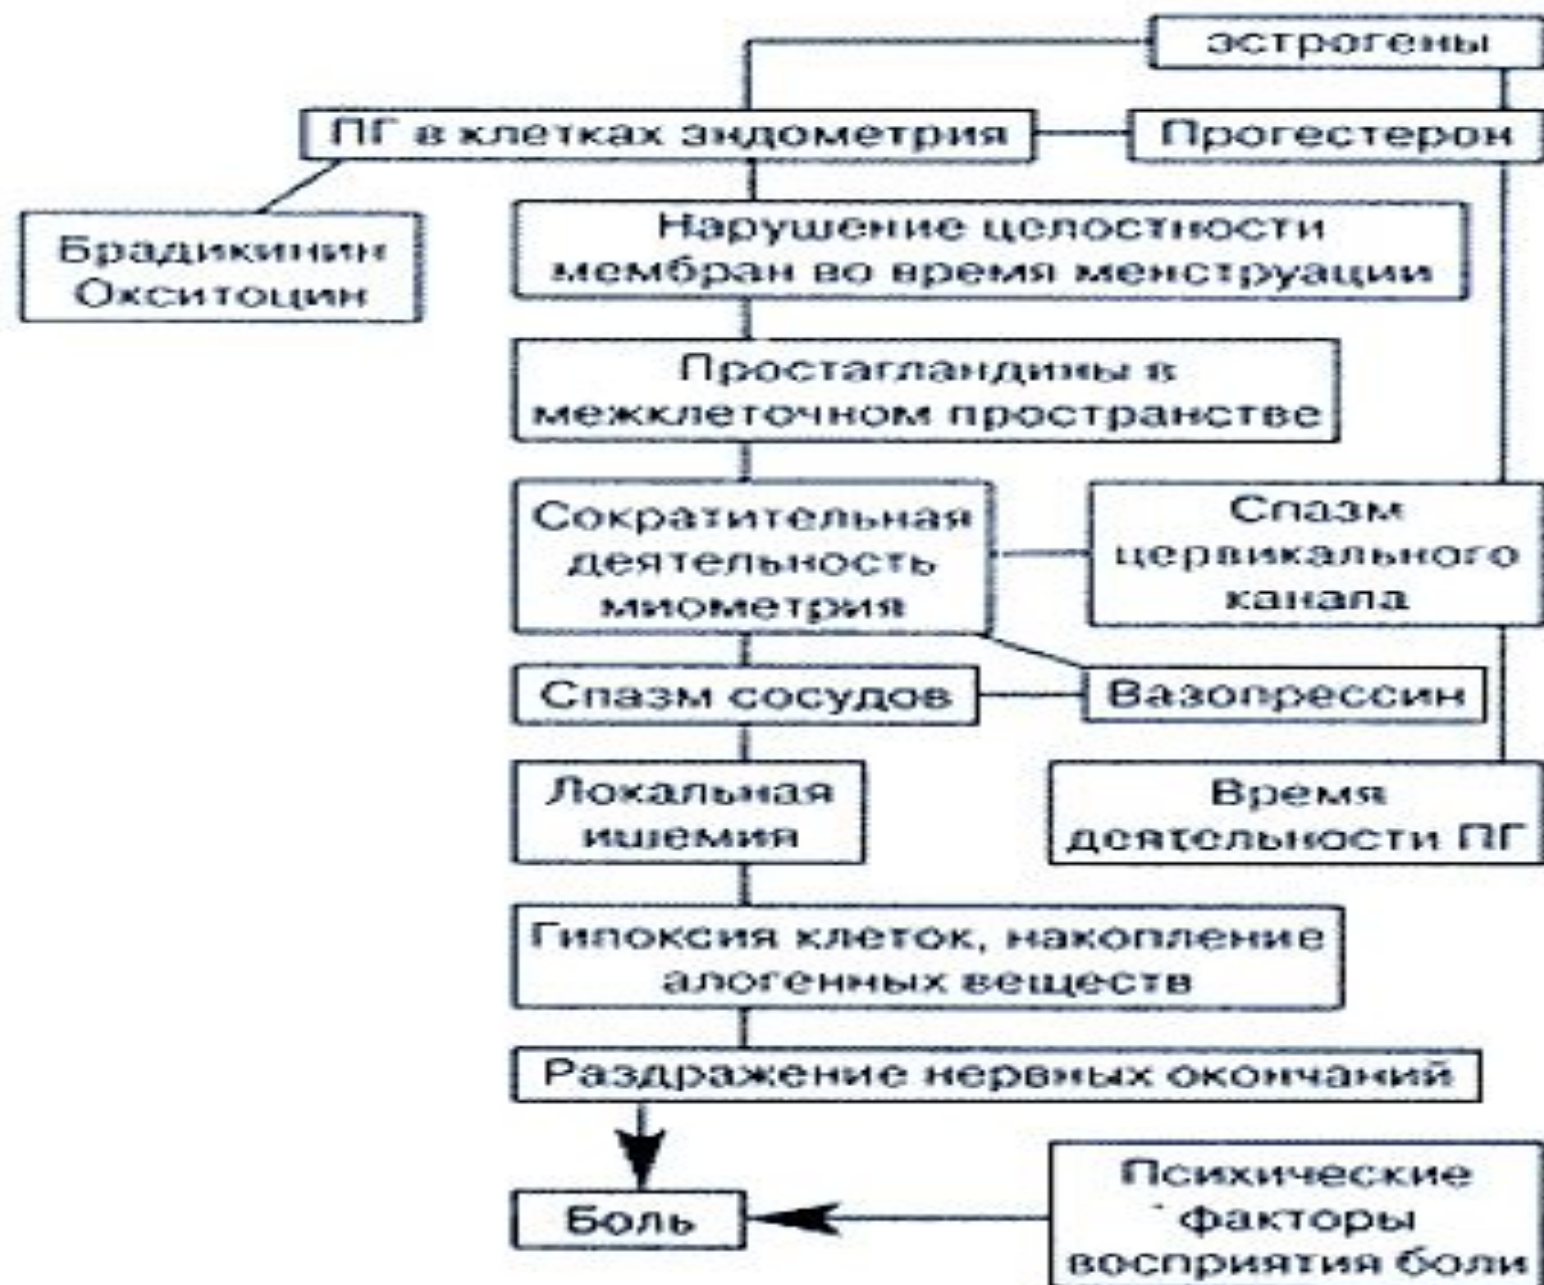 эстрогены
ПГ в клетках эндометрия
Прогестерон
Брадикинин
Окситоцин
Нарушение целостности
мембран во время менструации
Простагландины в
межклеточном пространстве
Сократительная
деятельность
миометрия
Спазм
цервикального
канала
Спазм сосудов
Вазопрессин
Локальная
ишемия
Время
деятельности ПГ
Гипоксия клеток, накопление
алогенных веществ
Раздражение нервных окончаний
Боль
Психические
факторы
восприятия боли